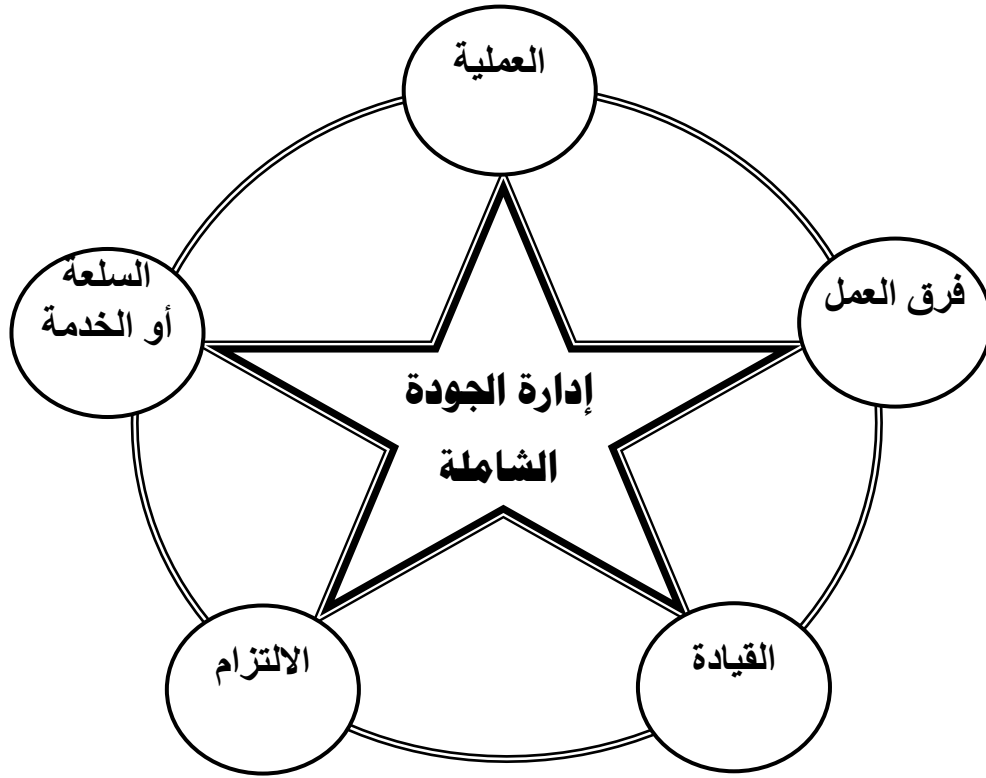 العملية
فرق العمل
السلعة
أو الخدمة
إدارة الجودة
الشاملة
القيادة
الالتزام